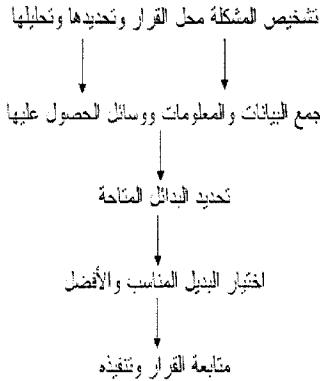 تشخيص المشكلة محل القرار وتحديدها وتحليلها
جمع البيانات والمعلومات ووسائل الحصول عليها
تحديد البدائل المتاحة
اختيار البديل المناسب والأفضل
متابعة القرار وتنفيذه